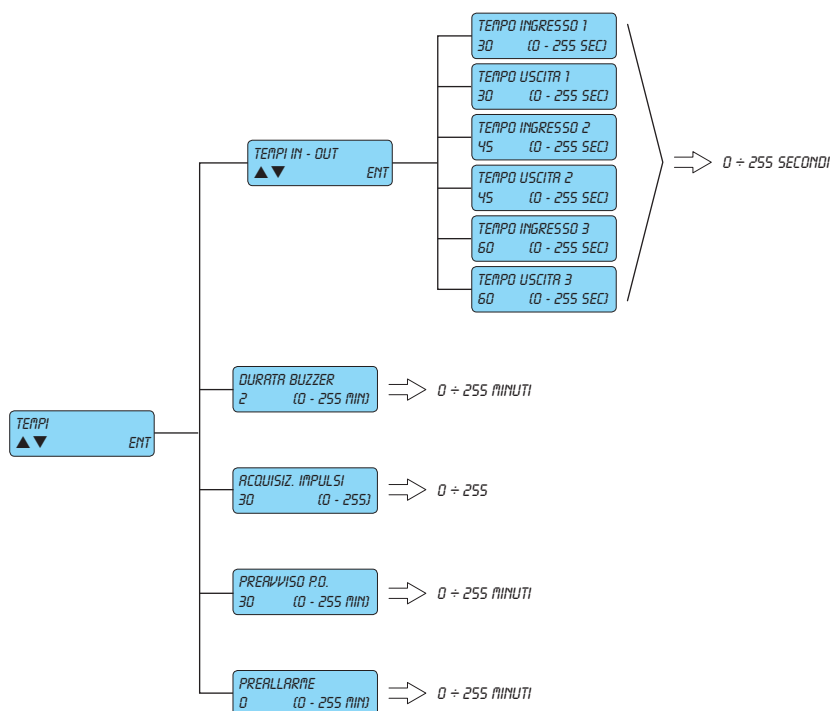 TEMPO INGRESSO 1
30 (0 - 255 SEC)
TEMPO USCITA 1
30 (0 - 255 SEC)
TEMPO INGRESSO 2
45 (0 - 255 SEC)
TEMPI IN - OUT
▲ ▼ ENT
0 ÷ 255 SECONDI
TEMPO USCITA 2
45 (0 - 255 SEC)
TEMPO INGRESSO 3
60 (0 - 255 SEC)
TEMPO USCITA 3
60 (0 - 255 SEC)
DURATA BUZZER
2 (0 - 255 MIN)
0 ÷ 255 MINUTI
TEMPI
▲ ▼ ENT
ACQUISIZ. IMPULSI
30 (0 - 255)
0 ÷ 255
PREAVVISO P.O.
30 (0 - 255 MIN)
0 ÷ 255 MINUTI
PREALLARME
0 (0 - 255 MIN)
0 ÷ 255 MINUTI